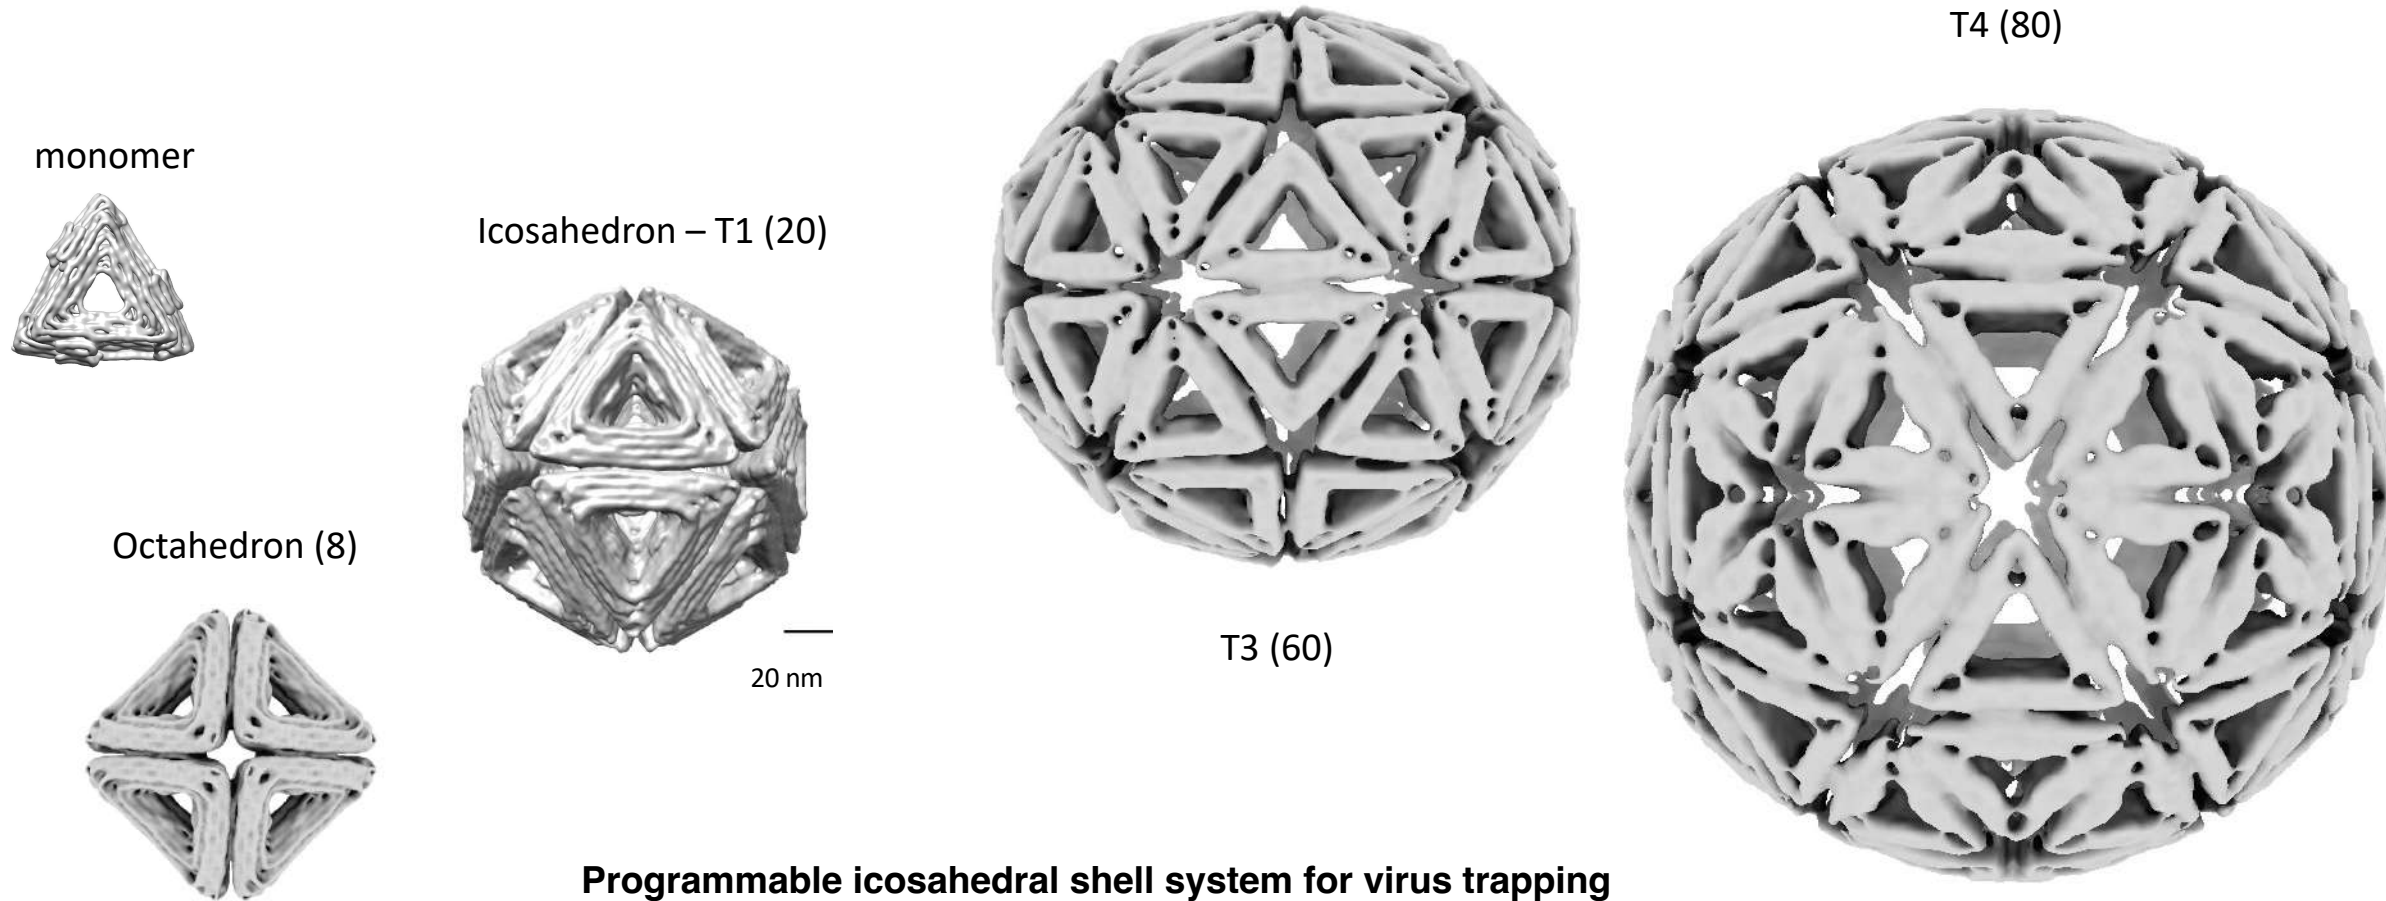 T4 (80)
monomer
Icosahedron – T1 (20)
Octahedron (8)
T3 (60)
20 nm
Programmable icosahedral shell system for virus trapping